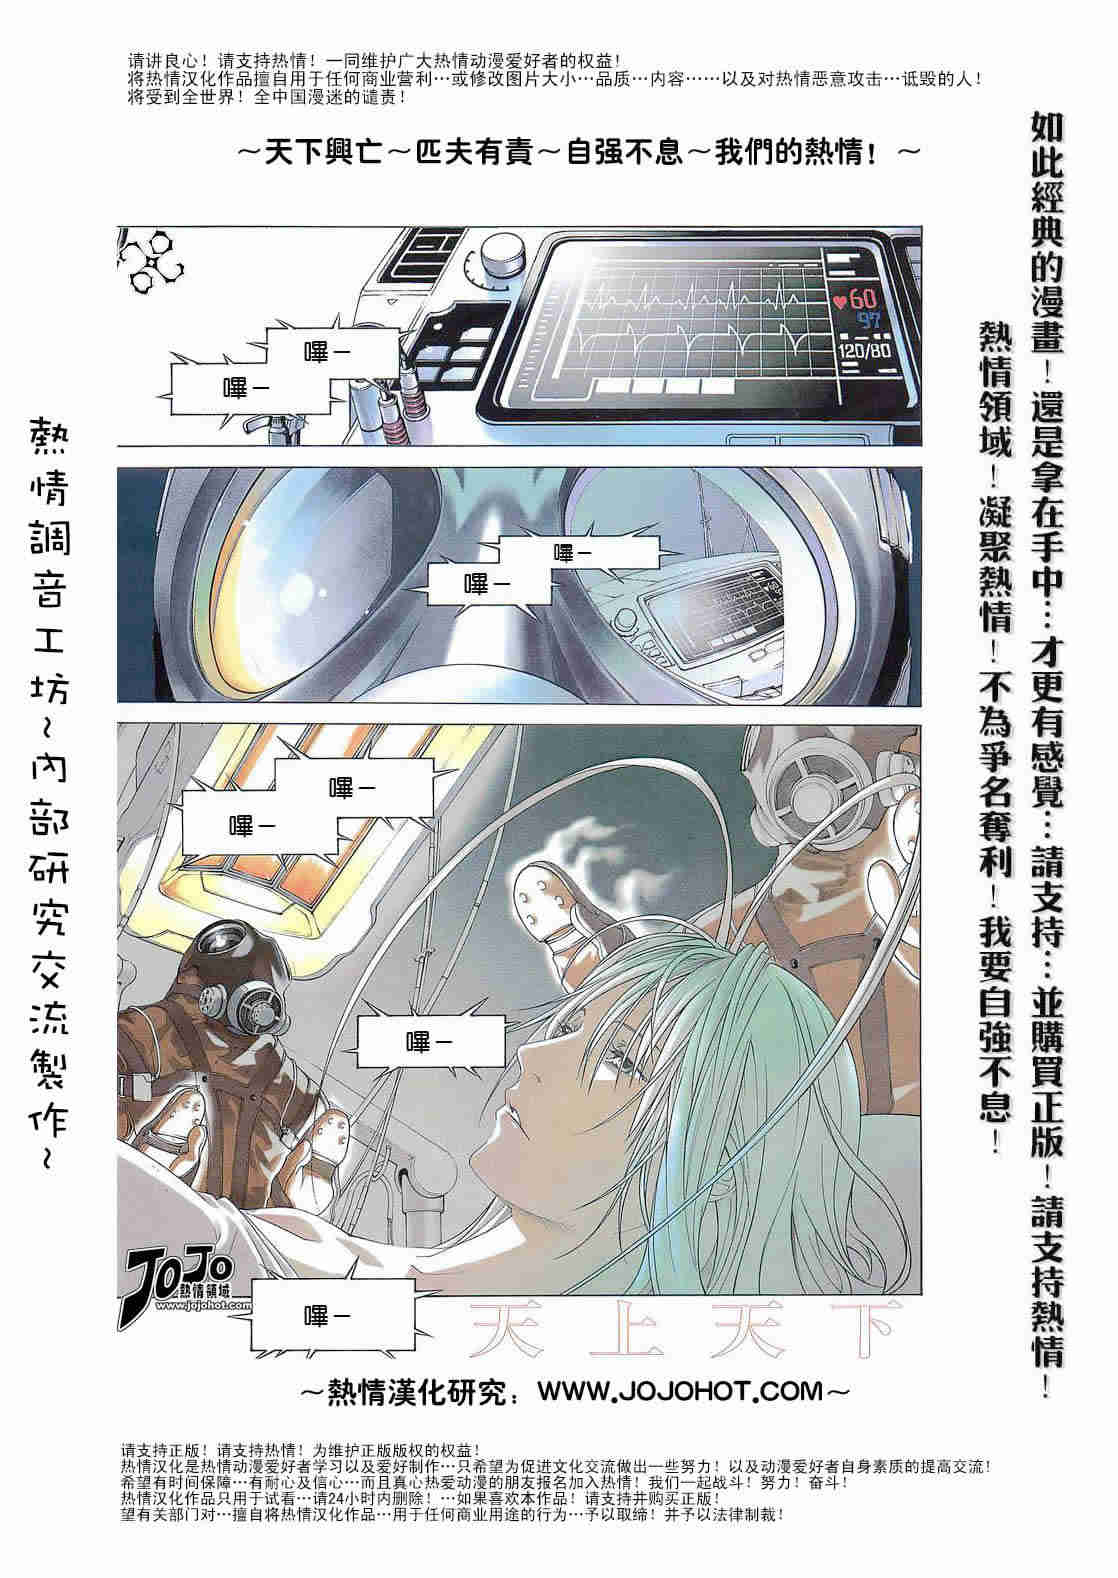 请讲良心！请支持热情！一同维护广大热情动漫爱好者的权益！
将热情汉化作品擅自用于任何商业营利…或修改图片大小…品质…内容……以及对热情恶意攻击…诋毁的人！
将受到全世界！全中国漫迷的谴责！
～天下興亡～匹夫有責～自强不息～我們的熱情！～
如此經典的漫畫！還是拿在手中…才更有感覺…請支持…並購買正版！請支持熱情！
熱情領域！凝聚熱情！不為爭名奪利！我要自強不息！
熱情調音工坊~內部研究交流製作~
60
97
120/80
嗶－
嗶－
嗶－
嗶－
嗶－
嗶－
嗶－
嗶－
JOJO
熱情領域
www.jojohot.com
天上天下
～熱情漢化研究：WWW.JOJOHOT.COM～
请支持正版！请支持热情！为维护正版版权的权益！
热情汉化是热情动漫爱好者学习以及爱好制作…只希望为促进文化交流做出一些努力！以及动漫爱好者自身素质的提高交流！
希望有时间保障…有耐心及信心…而且真心热爱动漫的朋友报名加入热情！我们一起战斗！努力！奋斗！
热情汉化作品只用于试看…请24小时内删除！…如果喜欢本作品！请支持并购买正版！
望有关部门对…擅自将热情汉化作品…用于任何商业用途的行为…予以取缔！并予以法律制裁！